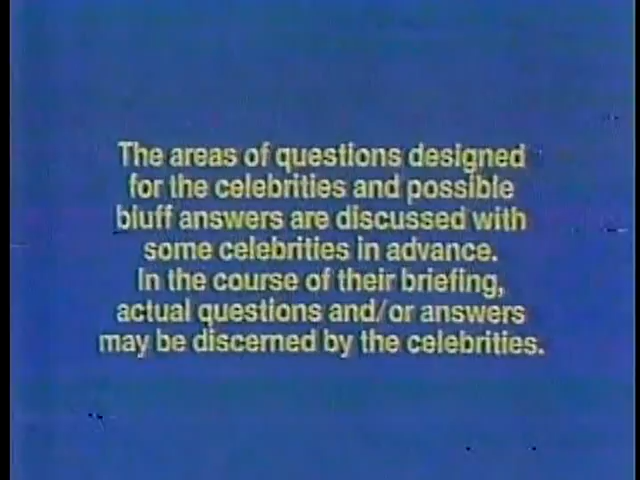 The areas of questions designed
for the celebrities and possible
bluff answers are discussed with
some celebrities in advance.
In the course of their briefing,
actual questions and/or answers
may be discerned by the celebrities.